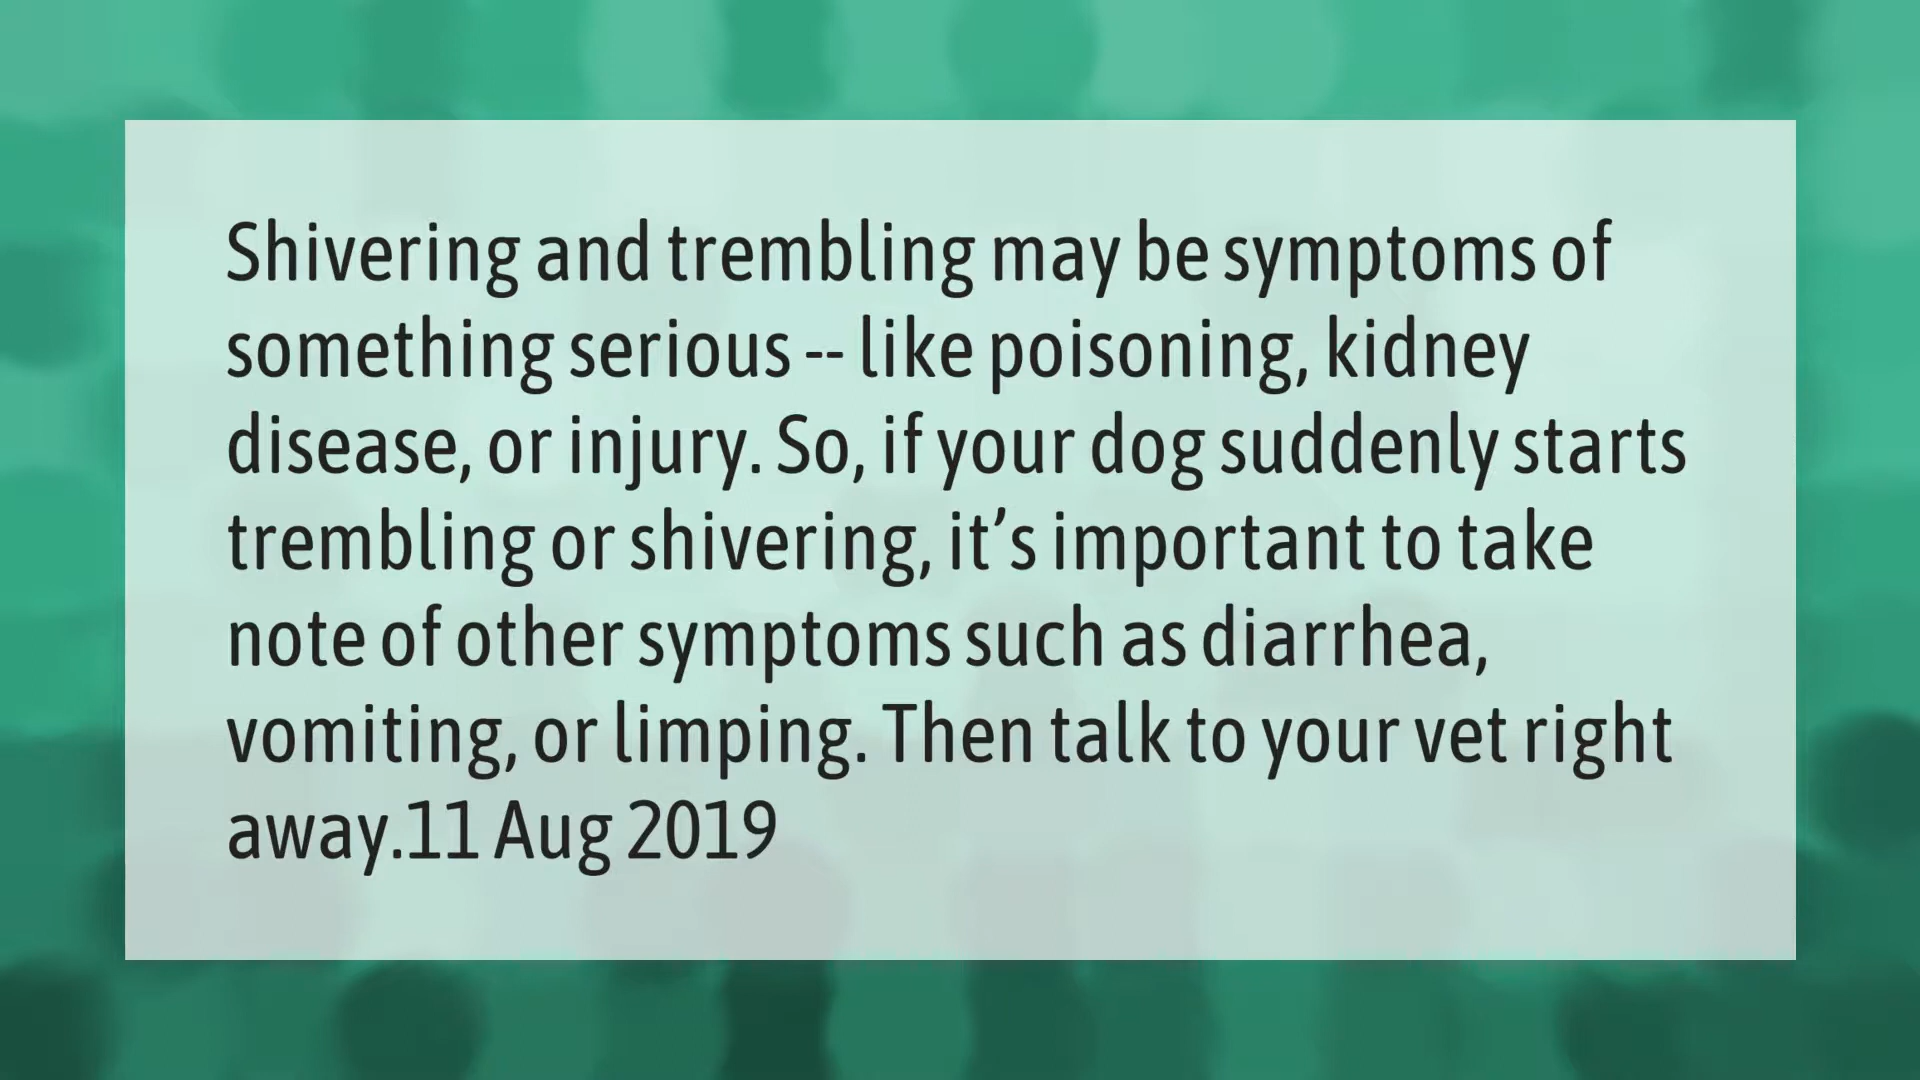 Shivering and trembling may be symptoms of
something serious -- like poisoning, kidney
disease, or injury. So, if your dog suddenly starts
trembling or shivering, it’s important to take
note of other symptoms such as diarrhea,
vomiting, or limping. Then talk to your vet right
away.11 Aug 2019